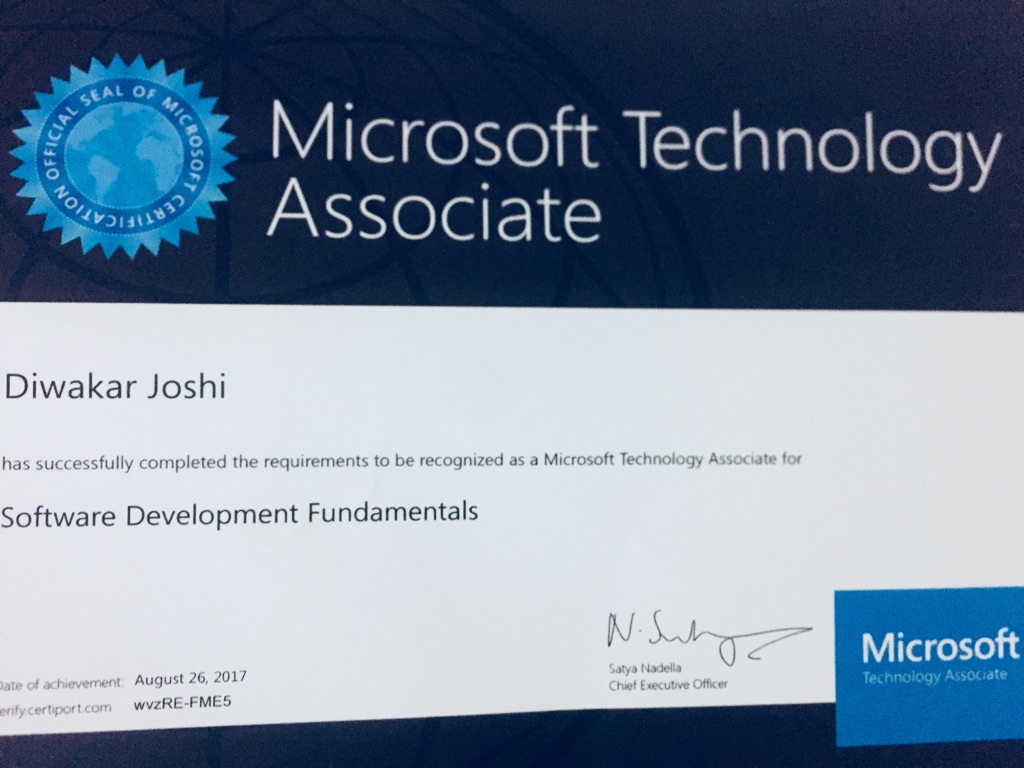 OFFICIAL SEAL OF MICROSOFT CERTIFICATION
Microsoft Technology
Associate
Diwakar Joshi
has successfully completed the requirements to be recognized as a Microsoft Technology Associate for
Software Development Fundamentals
N. Satya
Satya Nadella
Chief Executive Officer
Date of achievement: August 26, 2017
erify.certiport.com wvzRE-FME5
Microsoft
Technology Associate